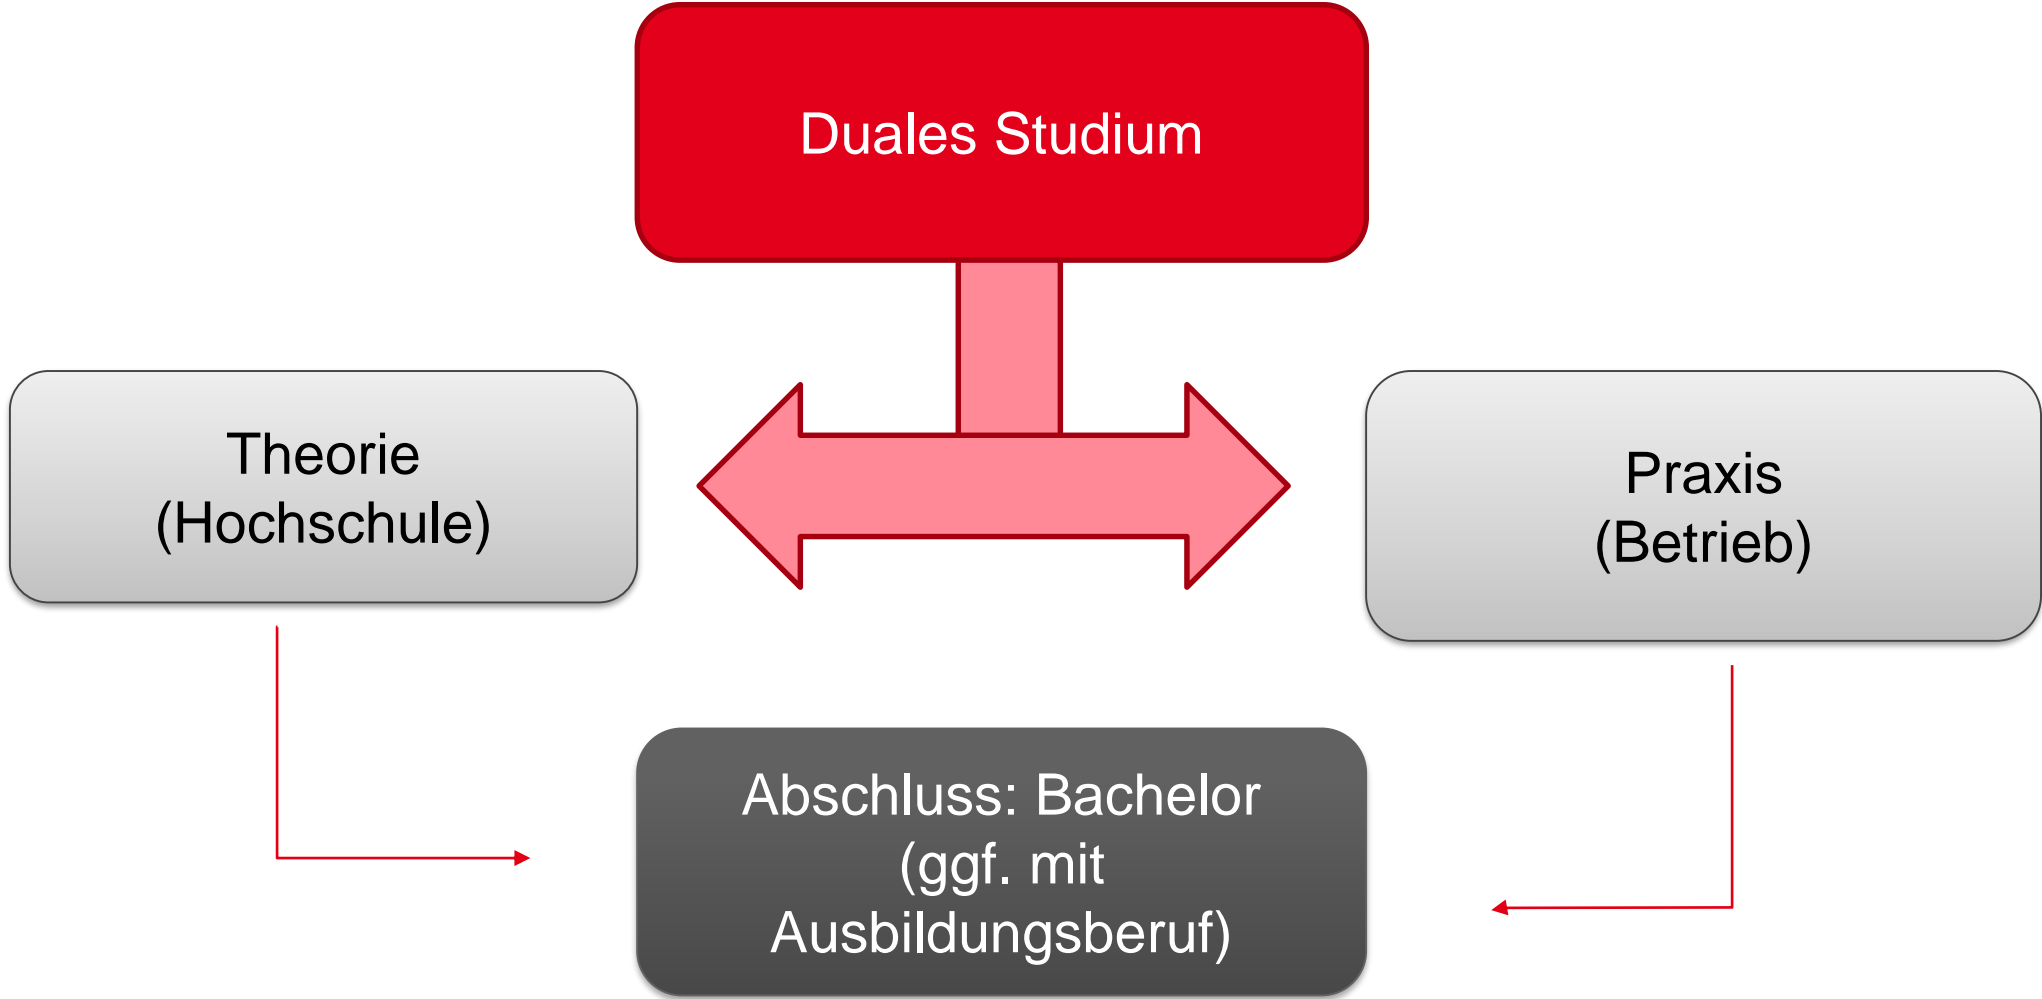 Duales Studium
Theorie
(Hochschule)
Praxis
(Betrieb)
Abschluss: Bachelor
(ggf. mit
Ausbildungsberuf)